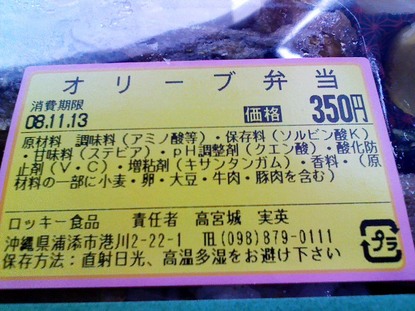 オリーブ弁当
消費期限
08.11.13
価格 350円
原材料 調味料（アミノ酸等）・保存料（ソルビン酸K）
・甘味料（ステビア）・pH調整剤（クエン酸）・酸化防
止剤（V．C）・増粘剤（キサンタンガム）・香料・（原
材料の一部に小麦・卵・大豆・牛肉・豚肉を含む）
ロッキー食品 責任者 高宮城 実英
沖縄県浦添市港川2-22-1 TEL(098)879-0111
保存方法：直射日光、高温多湿をお避け下さい
プラ